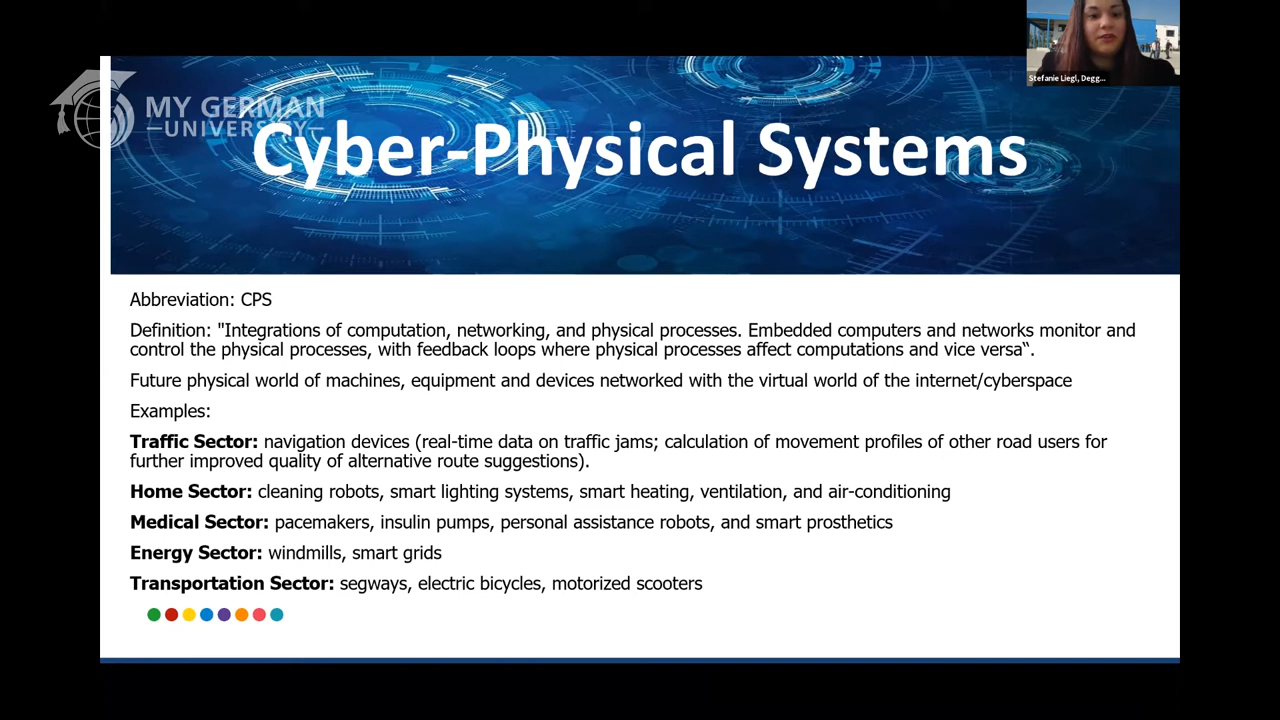 Stefanie Liegl, Degg...
MY GERMAN
—UNIVERSITY—
Cyber-Physical Systems
Abbreviation: CPS
Definition: "Integrations of computation, networking, and physical processes. Embedded computers and networks monitor and
control the physical processes, with feedback loops where physical processes affect computations and vice versa“.
Future physical world of machines, equipment and devices networked with the virtual world of the internet/cyberspace
Examples:
Traffic Sector: navigation devices (real-time data on traffic jams; calculation of movement profiles of other road users for
further improved quality of alternative route suggestions).
Home Sector: cleaning robots, smart lighting systems, smart heating, ventilation, and air-conditioning
Medical Sector: pacemakers, insulin pumps, personal assistance robots, and smart prosthetics
Energy Sector: windmills, smart grids
Transportation Sector: segways, electric bicycles, motorized scooters